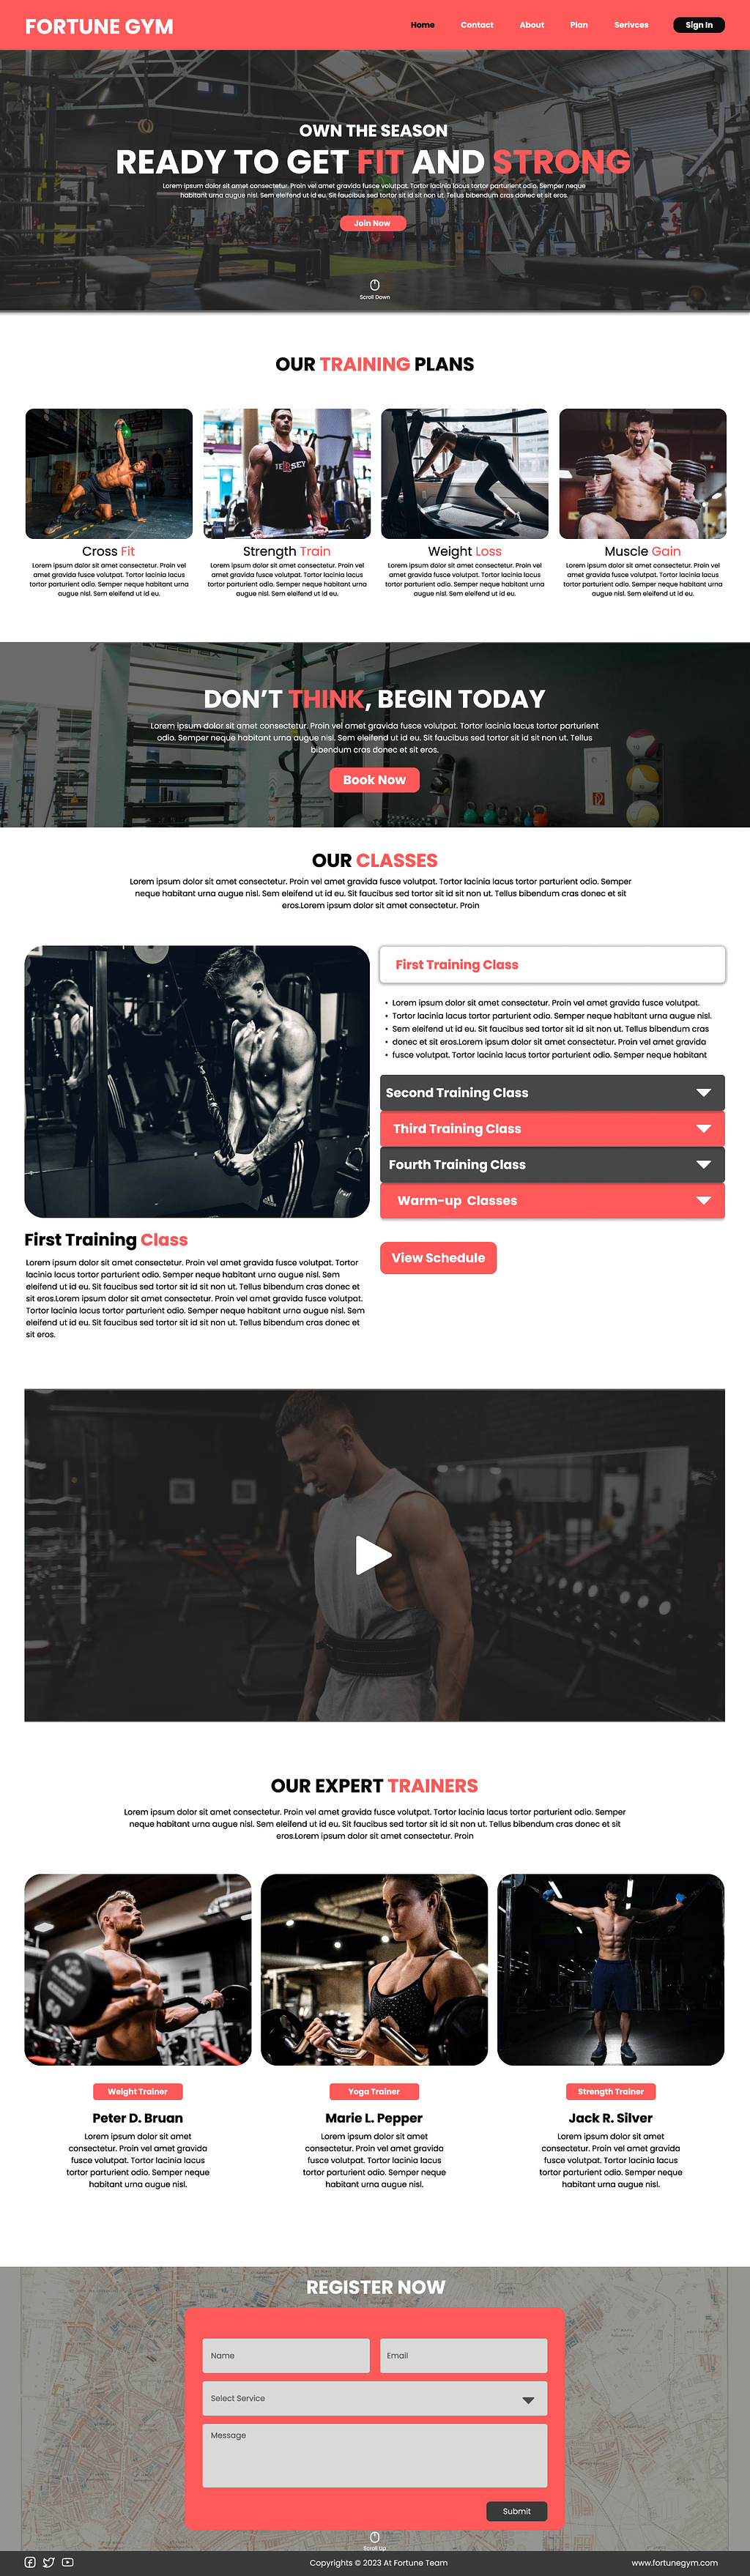 FORTUNE GYM
Home Contact About Plan Serivces Sign In
OWN THE SEASON
READY TO GET FIT AND STRONG
Lorem ipsum dolor sit amet consectetur. Proin vel amet gravida fusce volutpat. Tortor lacinia lacus tortor parturient odio. Semper neque
habitant urna augue nisl. Sem eleifend ut id eu. Sit faucibus sed tortor sit id sit non ut. Tellus bibendum cras donec et sit eros.
Join Now
Scroll Down
OUR TRAINING PLANS
JERSEY
Cross Fit
Lorem ipsum dolor sit amet consectetur. Proin vel
amet gravida fusce volutpat. Tortor lacinia lacus
tortor parturient odio. Semper neque habitant urna
augue nisl. Sem eleifend ut id eu.
Strength Train
Lorem ipsum dolor sit amet consectetur. Proin vel
amet gravida fusce volutpat. Tortor lacinia lacus
tortor parturient odio. Semper neque habitant urna
augue nisl. Sem eleifend ut id eu.
Weight Loss
Lorem ipsum dolor sit amet consectetur. Proin vel
amet gravida fusce volutpat. Tortor lacinia lacus
tortor parturient odio. Semper neque habitant urna
augue nisl. Sem eleifend ut id eu.
Muscle Gain
Lorem ipsum dolor sit amet consectetur. Proin vel
amet gravida fusce volutpat. Tortor lacinia lacus
tortor parturient odio. Semper neque habitant urna
augue nisl. Sem eleifend ut id eu.
DON'T THINK, BEGIN TODAY
Lorem ipsum dolor sit amet consectetur. Proin vel amet gravida fusce volutpat. Tortor lacinia lacus tortor parturient
odio. Semper neque habitant urna augue nisl. Sem eleifend ut id eu. Sit faucibus sed tortor sit id sit non ut. Tellus
bibendum cras donec et sit eros.
Book Now
OUR CLASSES
Lorem ipsum dolor sit amet consectetur. Proin vel amet gravida fusce volutpat. Tortor lacinia lacus tortor parturient odio. Semper
neque habitant urna augue nisl. Sem eleifend ut id eu. Sit faucibus sed tortor sit id sit non ut. Tellus bibendum cras donec et sit
eros.Lorem ipsum dolor sit amet consectetur. Proin
First Training Class
• Lorem ipsum dolor sit amet consectetur. Proin vel amet gravida fusce volutpat.
• Tortor lacinia lacus tortor parturient odio. Semper neque habitant urna augue nisl.
• Sem eleifend ut id eu. Sit faucibus sed tortor sit id sit non ut. Tellus bibendum cras
• donec et sit eros.Lorem ipsum dolor sit amet consectetur. Proin vel amet gravida
• fusce volutpat. Tortor lacinia lacus tortor parturient odio. Semper neque habitant
Second Training Class
Third Training Class
Fourth Training Class
Warm-up Classes
View Schedule
First Training Class
Lorem ipsum dolor sit amet consectetur. Proin vel amet gravida fusce volutpat. Tortor
lacinia lacus tortor parturient odio. Semper neque habitant urna augue nisl. Sem
eleifend ut id eu. Sit faucibus sed tortor sit id sit non ut. Tellus bibendum cras donec et
sit eros.Lorem ipsum dolor sit amet consectetur. Proin vel amet gravida fusce volutpat.
Tortor lacinia lacus tortor parturient odio. Semper neque habitant urna augue nisl. Sem
eleifend ut id eu. Sit faucibus sed tortor sit id sit non ut. Tellus bibendum cras donec et
sit eros.
OUR EXPERT TRAINERS
Lorem ipsum dolor sit amet consectetur. Proin vel amet gravida fusce volutpat. Tortor lacinia lacus tortor parturient odio. Semper
neque habitant urna augue nisl. Sem eleifend ut id eu. Sit faucibus sed tortor sit id sit non ut. Tellus bibendum cras donec et sit
eros.Lorem ipsum dolor sit amet consectetur. Proin
Weight Trainer
Peter D. Bruan
Lorem ipsum dolor sit amet
consectetur. Proin vel amet gravida
fusce volutpat. Tortor lacinia lacus
tortor parturient odio. Semper neque
habitant urna augue nisl.
Yoga Trainer
Marie L. Pepper
Lorem ipsum dolor sit amet
consectetur. Proin vel amet gravida
fusce volutpat. Tortor lacinia lacus
tortor parturient odio. Semper neque
habitant urna augue nisl.
Strength Trainer
Jack R. Silver
Lorem ipsum dolor sit amet
consectetur. Proin vel amet gravida
fusce volutpat. Tortor lacinia lacus
tortor parturient odio. Semper neque
habitant urna augue nisl.
REGISTER NOW
Name Email
Select Service
Message
Submit
Scroll Up
Copyrights © 2023 At Fortune Team
www.fortunegym.com